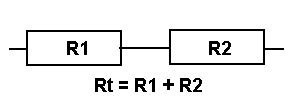 R1 R2
Rt = R1 + R2